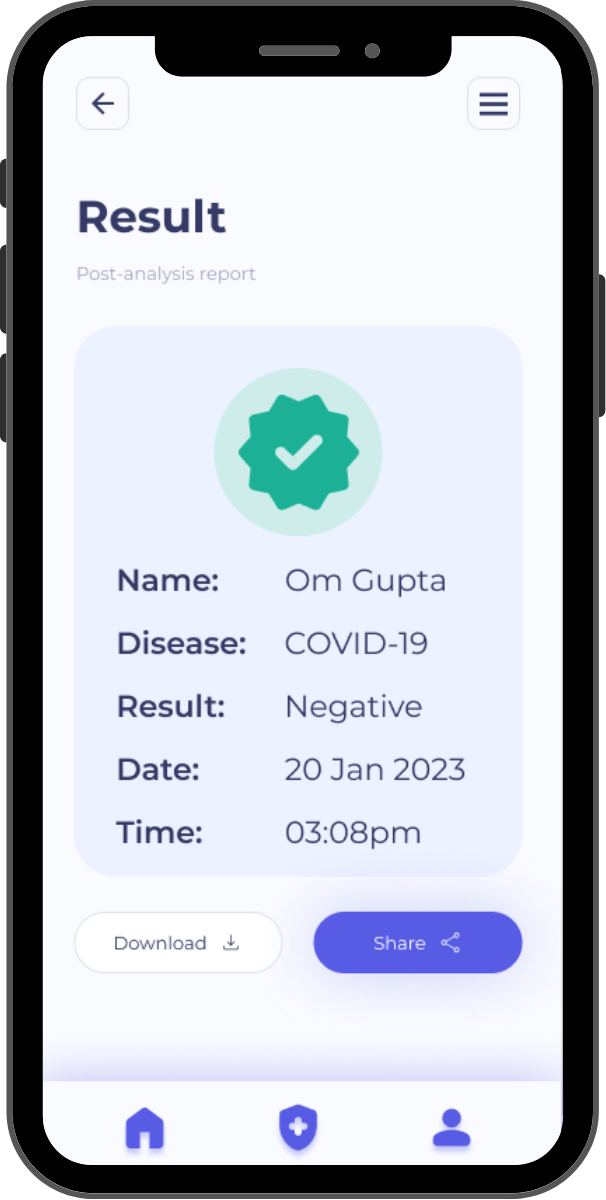 Result
Post-analysis report
Name: Om Gupta
Disease: COVID-19
Result: Negative
Date: 20 Jan 2023
Time: 03:08pm
Download Share